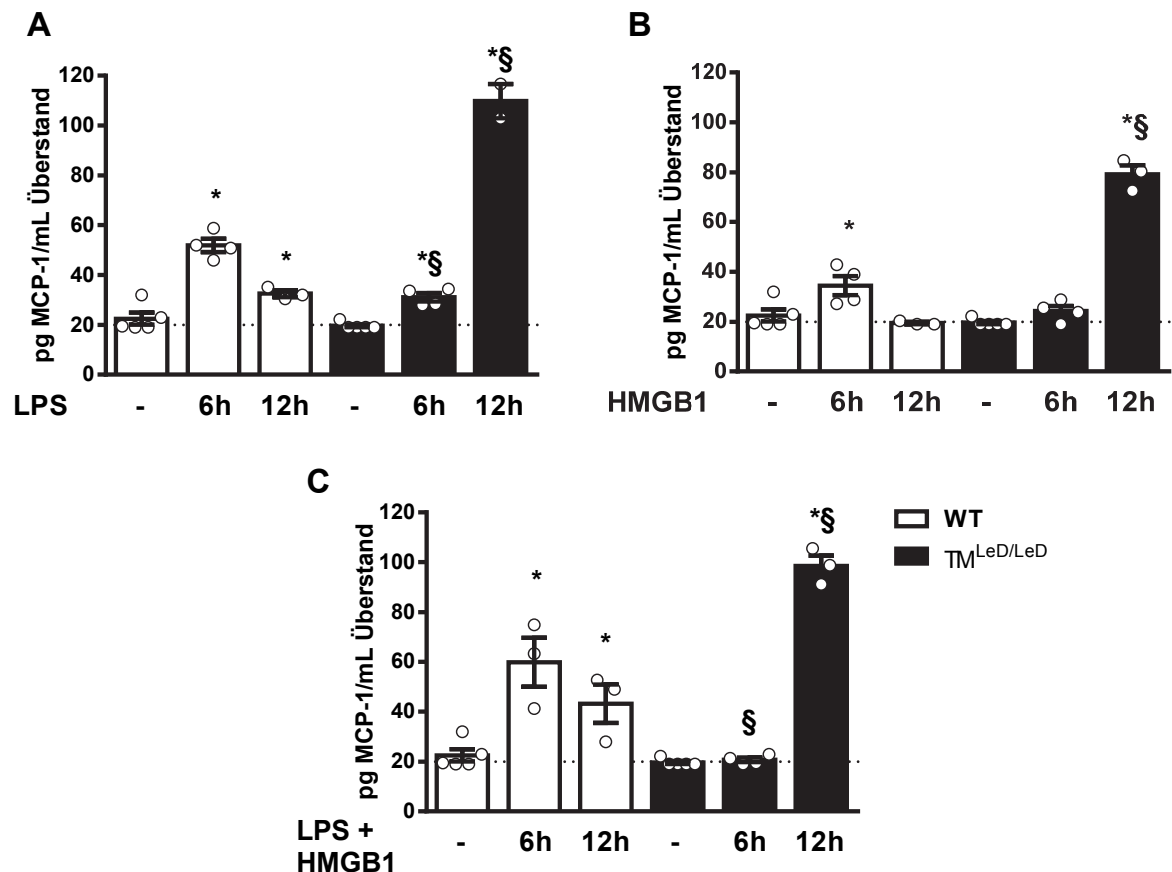 A
pg MCP-1/mL Überstand
120
100
80
60
40
20
0
*
*
*§
*§
LPS - 6h 12h - 6h 12h
B
pg MCP-1/mL Überstand
120
100
80
60
40
20
0
*
*§
HMGB1 - 6h 12h - 6h 12h
C
pg MCP-1/mL Überstand
120
100
80
60
40
20
0
*
*
§
*§
LPS +
HMGB1 - 6h 12h - 6h 12h
WT
TM^LeD/LeD